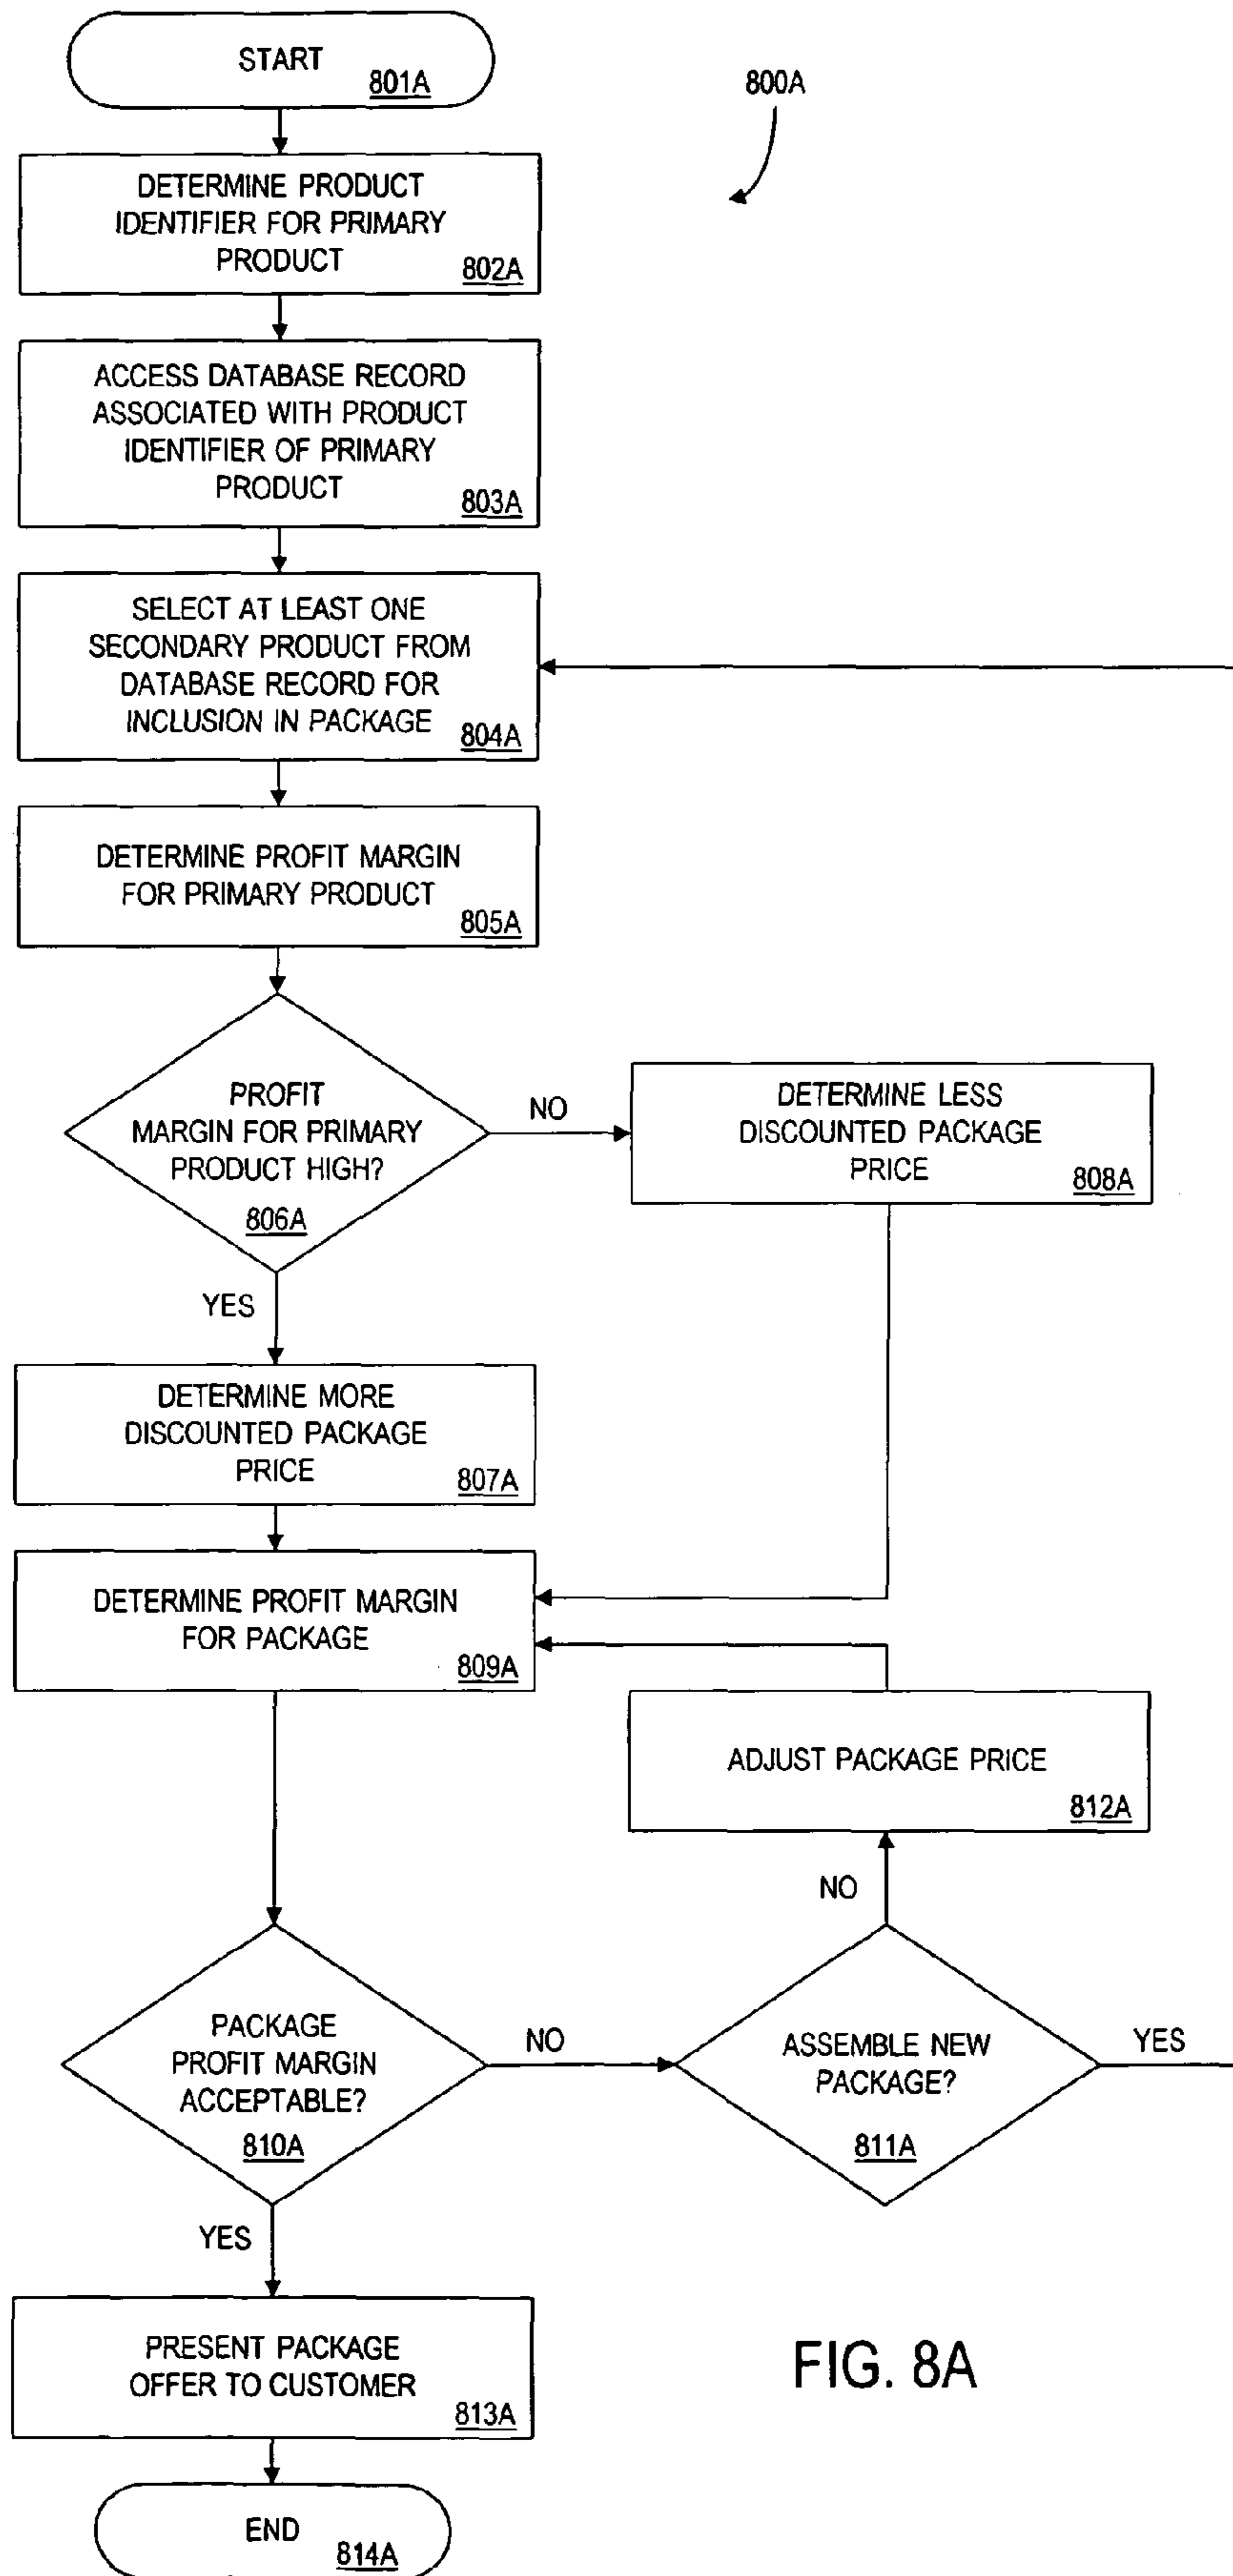 START
801A
800A
DETERMINE PRODUCT
IDENTIFIER FOR PRIMARY
PRODUCT
802A
ACCESS DATABASE RECORD
ASSOCIATED WITH PRODUCT
IDENTIFIER OF PRIMARY
PRODUCT
803A
SELECT AT LEAST ONE
SECONDARY PRODUCT FROM
DATABASE RECORD FOR
INCLUSION IN PACKAGE
804A
DETERMINE PROFIT MARGIN
FOR PRIMARY PRODUCT
805A
PROFIT
MARGIN FOR PRIMARY
PRODUCT HIGH?
806A
NO
DETERMINE LESS
DISCOUNTED PACKAGE
PRICE
808A
YES
DETERMINE MORE
DISCOUNTED PACKAGE
PRICE
807A
DETERMINE PROFIT MARGIN
FOR PACKAGE
809A
ADJUST PACKAGE PRICE
812A
NO
PACKAGE
PROFIT MARGIN
ACCEPTABLE?
810A
NO
ASSEMBLE NEW
PACKAGE?
811A
YES
YES
PRESENT PACKAGE
OFFER TO CUSTOMER
813A
FIG. 8A
END
814A